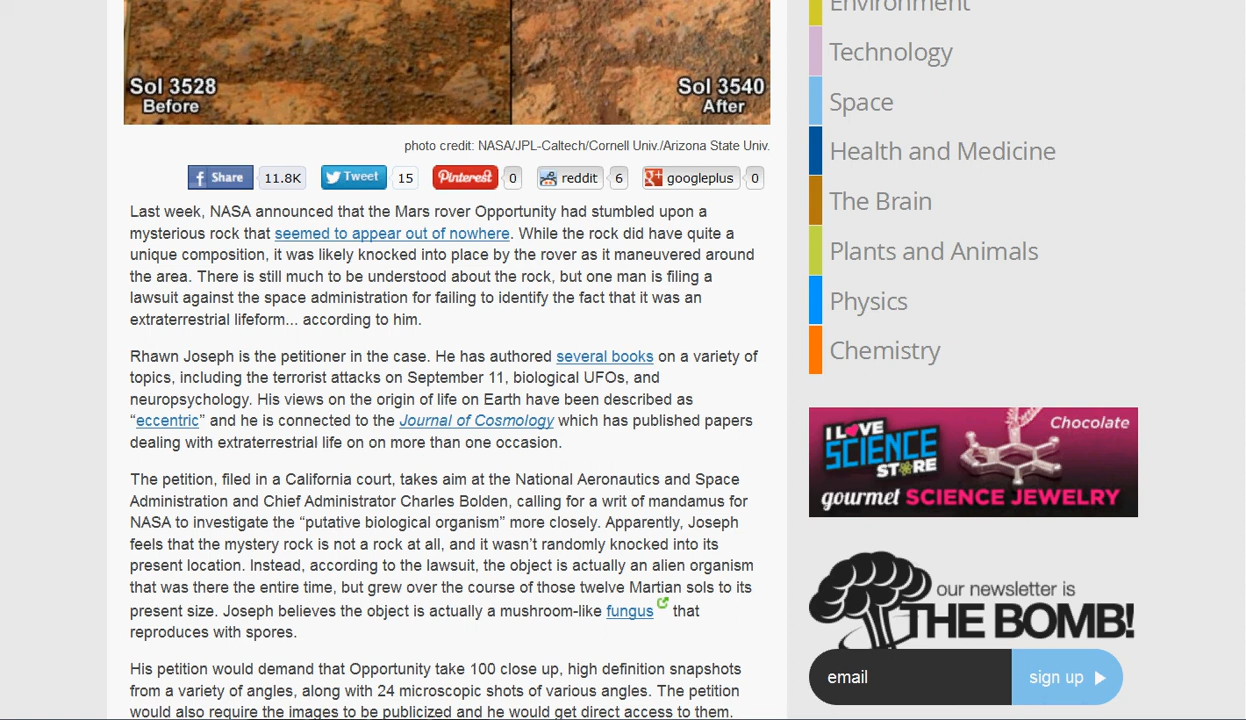 Sol 3528
Before
Sol 3540
After
photo credit: NASA/JPL-Caltech/Cornell Univ./Arizona State Univ.
Share 11.8K Tweet 15 Pinterest 0 reddit 6 googleplus 0
Last week, NASA announced that the Mars rover Opportunity had stumbled upon a
mysterious rock that seemed to appear out of nowhere. While the rock did have quite a
unique composition, it was likely knocked into place by the rover as it maneuvered around
the area. There is still much to be understood about the rock, but one man is filing a
lawsuit against the space administration for failing to identify the fact that it was an
extraterrestrial lifeform... according to him.
Rhawn Joseph is the petitioner in the case. He has authored several books on a variety of
topics, including the terrorist attacks on September 11, biological UFOs, and
neuropsychology. His views on the origin of life on Earth have been described as
“eccentric” and he is connected to the Journal of Cosmology which has published papers
dealing with extraterrestrial life on on more than one occasion.
The petition, filed in a California court, takes aim at the National Aeronautics and Space
Administration and Chief Administrator Charles Bolden, calling for a writ of mandamus for
NASA to investigate the “putative biological organism” more closely. Apparently, Joseph
feels that the mystery rock is not a rock at all, and it wasn’t randomly knocked into its
present location. Instead, according to the lawsuit, the object is actually an alien organism
that was there the entire time, but grew over the course of those twelve Martian sols to its
present size. Joseph believes the object is actually a mushroom-like fungus that
reproduces with spores.
His petition would demand that Opportunity take 100 close up, high definition snapshots
from a variety of angles, along with 24 microscopic shots of various angles. The petition
would also require the images to be publicized and he would get direct access to them.
Environment
Technology
Space
Health and Medicine
The Brain
Plants and Animals
Physics
Chemistry
I LOVE
SCIENCE
STORE
Chocolate
gourmet SCIENCE JEWELRY
our newsletter is
THE BOMB!
email
sign up